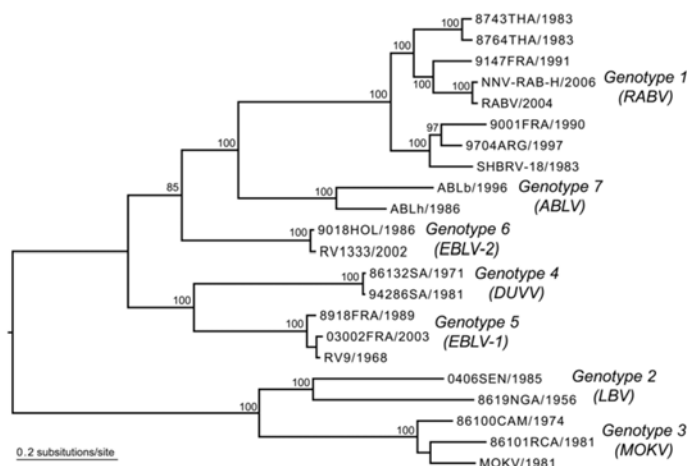 100
8743THA/1983
8764THA/1983
100
9147FRA/1991
100
100
NNV-RAB-H/2006
Genotype 1
100
RABV/2004
(RABV)
100
9001FRA/1990
97
9704ARG/1997
100
SHBRV-18/1983
100
ABLb/1996
Genotype 7
85
100
ABLh/1986
(ABLV)
9018HOL/1986
Genotype 6
100
RV1333/2002
(EBLV-2)
86132SA/1971
Genotype 4
100
100
94286SA/1981
(DUVV)
8918FRA/1989
Genotype 5
100
03002FRA/2003
(EBLV-1)
RV9/1968
0406SEN/1985
Genotype 2
100
8619NGA/1956
(LBV)
100
86100CAM/1974
100
86101RCA/1981
Genotype 3
MOKV/1981
(MOKV)
0.2 subsitutions/site